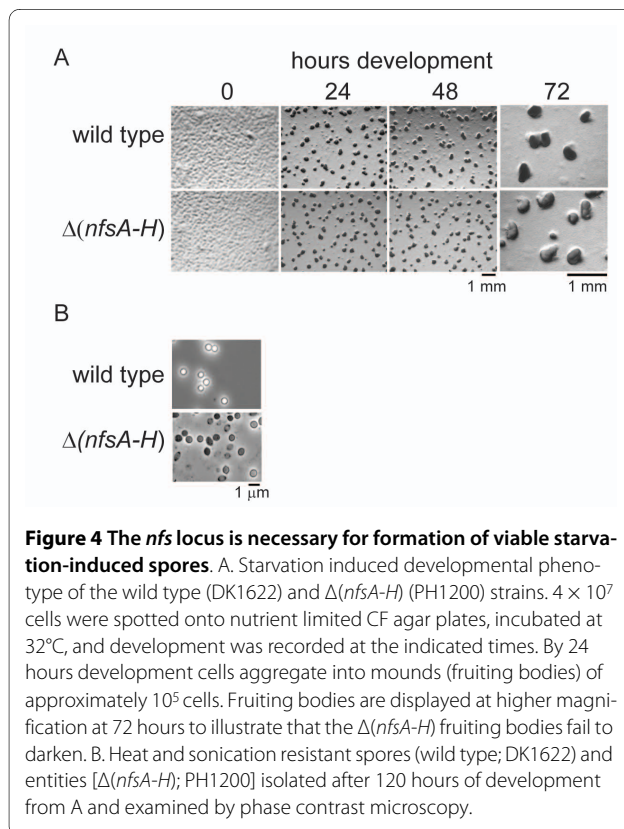 A
hours development
0 24 48 72
wild type
Δ(nfsA-H)
1 mm 1 mm
B
wild type
Δ(nfsA-H)
1 μm
Figure 4 The nfs locus is necessary for formation of viable starva-
tion-induced spores. A. Starvation induced developmental pheno-
type of the wild type (DK1622) and Δ(nfsA-H) (PH1200) strains. 4 × 10⁷
cells were spotted onto nutrient limited CF agar plates, incubated at
32°C, and development was recorded at the indicated times. By 24
hours development cells aggregate into mounds (fruiting bodies) of
approximately 10⁵ cells. Fruiting bodies are displayed at higher magni-
fication at 72 hours to illustrate that the Δ(nfsA-H) fruiting bodies fail to
darken. B. Heat and sonication resistant spores (wild type; DK1622) and
entities [Δ(nfsA-H); PH1200] isolated after 120 hours of development
from A and examined by phase contrast microscopy.